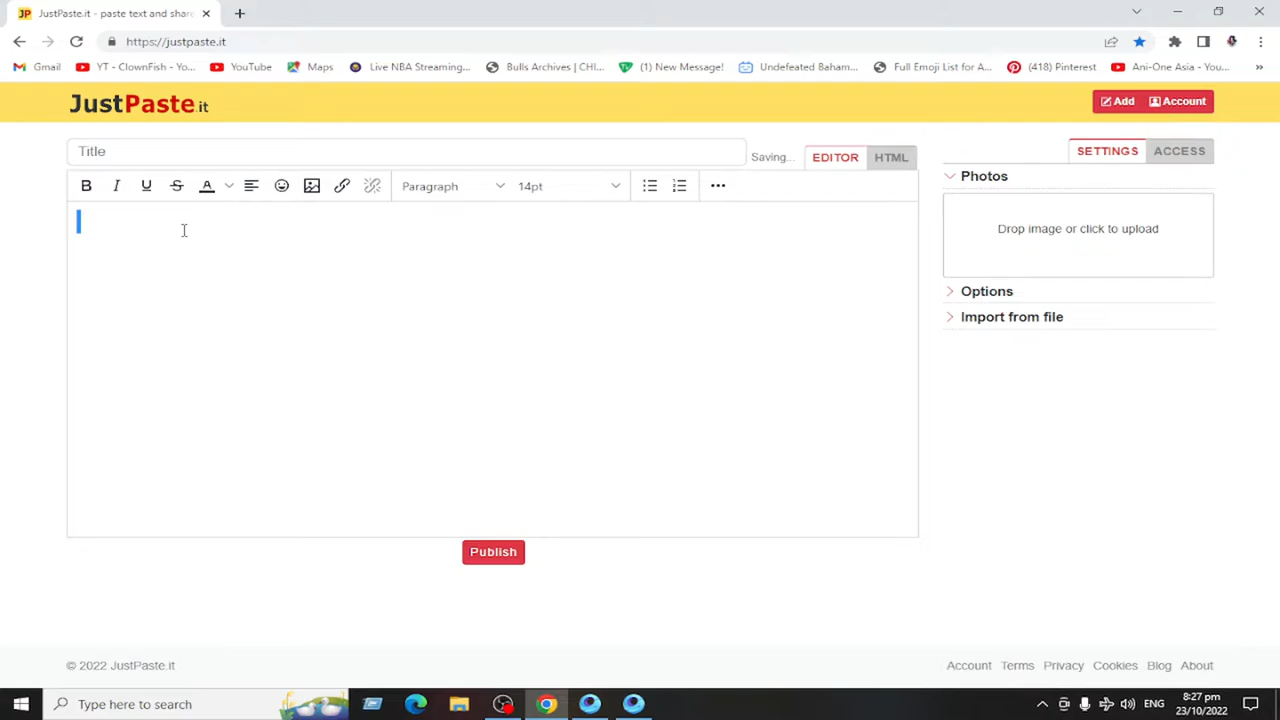 JustPaste.it - paste text and share
https://justpaste.it
Gmail
YT - ClownFish - Yo...
YouTube
Maps
Live NBA Streaming...
Bulls Archives | CHI...
(1) New Message!
Undefeated Baham...
Full Emoji List for A...
(418) Pinterest
Ani-One Asia - You...
»
JustPaste.it
Add
Account
Title
Saving...
EDITOR
HTML
SETTINGS
ACCESS
B I U S A
Paragraph
14pt
Photos
Drop image or click to upload
Options
Import from file
Publish
© 2022 JustPaste.it
Account Terms Privacy Cookies Blog About
Type here to search
ENG
8:27 pm
23/10/2022